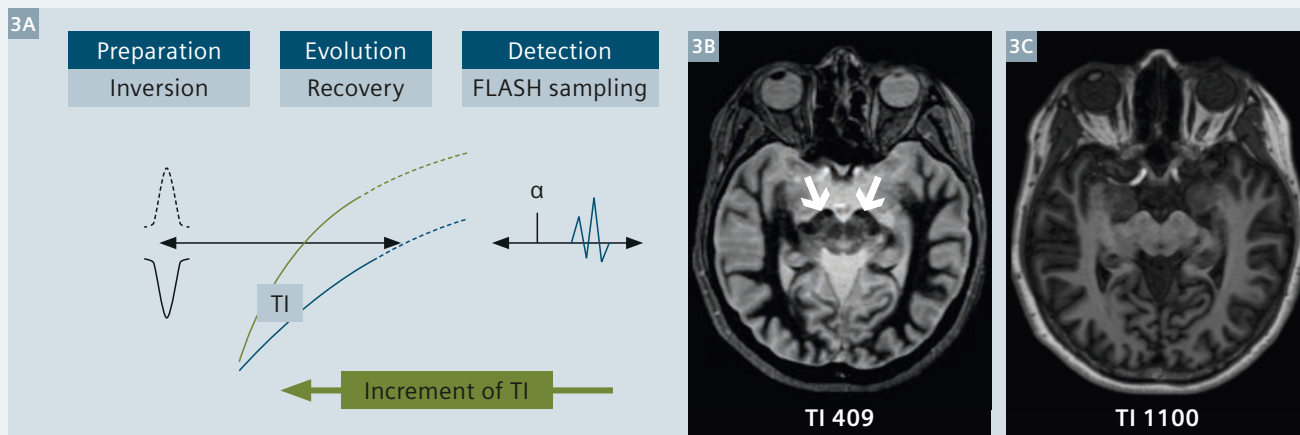 3A
Preparation
Inversion
Evolution
Recovery
Detection
FLASH sampling
TI
α
Increment of TI
3B
TI 409
3C
TI 1100